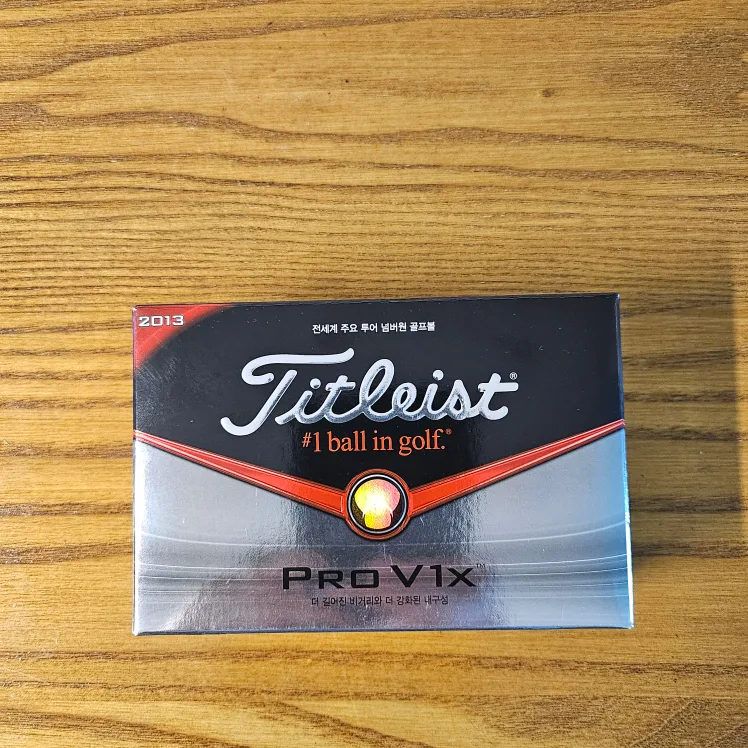 2013
전세계 주요 투어 넘버원 골프볼
Titleist®
#1 ball in golf.®
PRO V1x™
더 길어진 비거리와 더 강화된 내구성